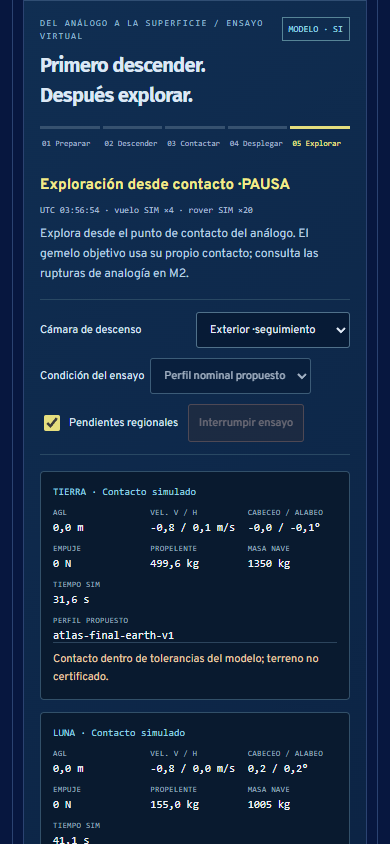 DEL ANÁLOGO A LA SUPERFICIE / ENSAYO
VIRTUAL
MODELO · SI
Primero descender.
Después explorar.
01 Preparar 02 Descender 03 Contactar 04 Desplegar 05 Explorar
Exploración desde contacto ·PAUSA
UTC 03:56:54 · vuelo SIM ×4 · rover SIM ×20
Explora desde el punto de contacto del análogo. El
gemelo objetivo usa su propio contacto; consulta las
rupturas de analogía en M2.
Cámara de descenso Exterior ·seguimiento
Condición del ensayo Perfil nominal propuesto
Pendientes regionales Interrumpir ensayo
TIERRA · Contacto simulado
AGL VEL. V / H CABECEO / ALABEO
0,0 m -0,8 / 0,1 m/s -0,0 / -0,1°
EMPUJE PROPELENTE MASA NAVE
0 N 499,6 kg 1350 kg
TIEMPO SIM
31,6 s
PERFIL PROPUESTO
atlas-final-earth-v1
Contacto dentro de tolerancias del modelo; terreno no
certificado.
LUNA · Contacto simulado
AGL VEL. V / H CABECEO / ALABEO
0,0 m -0,8 / 0,0 m/s 0,2 / 0,2°
EMPUJE PROPELENTE MASA NAVE
0 N 155,0 kg 1005 kg
TIEMPO SIM
41,1 s